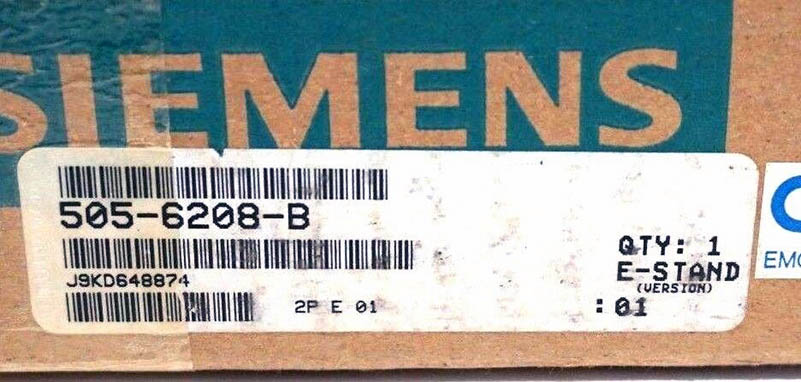 SIEMENS
505-6208-B
J9KD648874
2P E 01
QTY: 1
E-STAND
(VERSION)
: 01
EMC